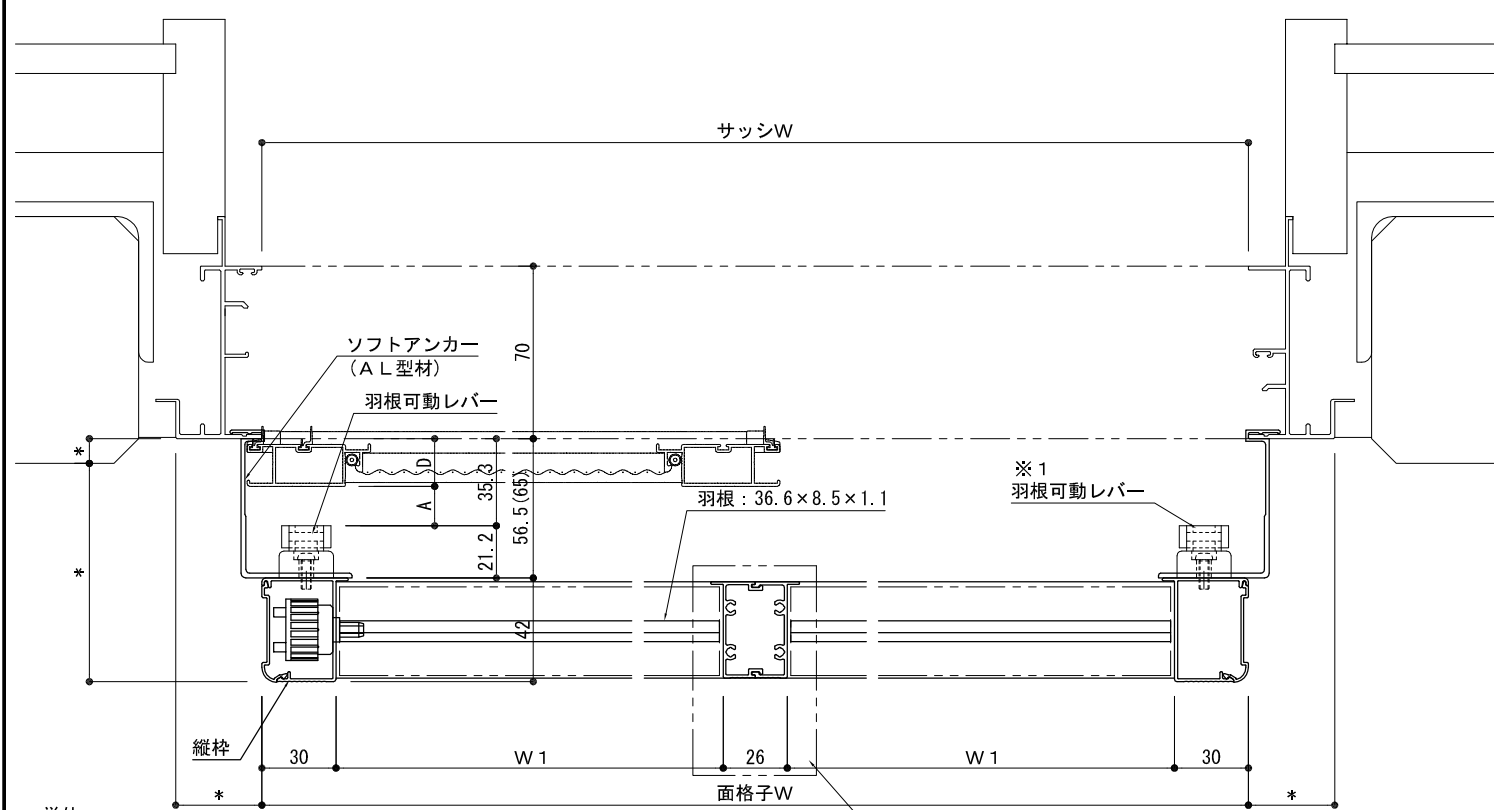 サッシW
ソフトアンカー
(AL型材)
羽根可動レバー
70
*
D
35.3
A
56.5(65)
21.2
※1
羽根可動レバー
羽根：36.6×8.5×1.1
*
42
縦枠
30
W1
26
W1
30
*
面格子W
*